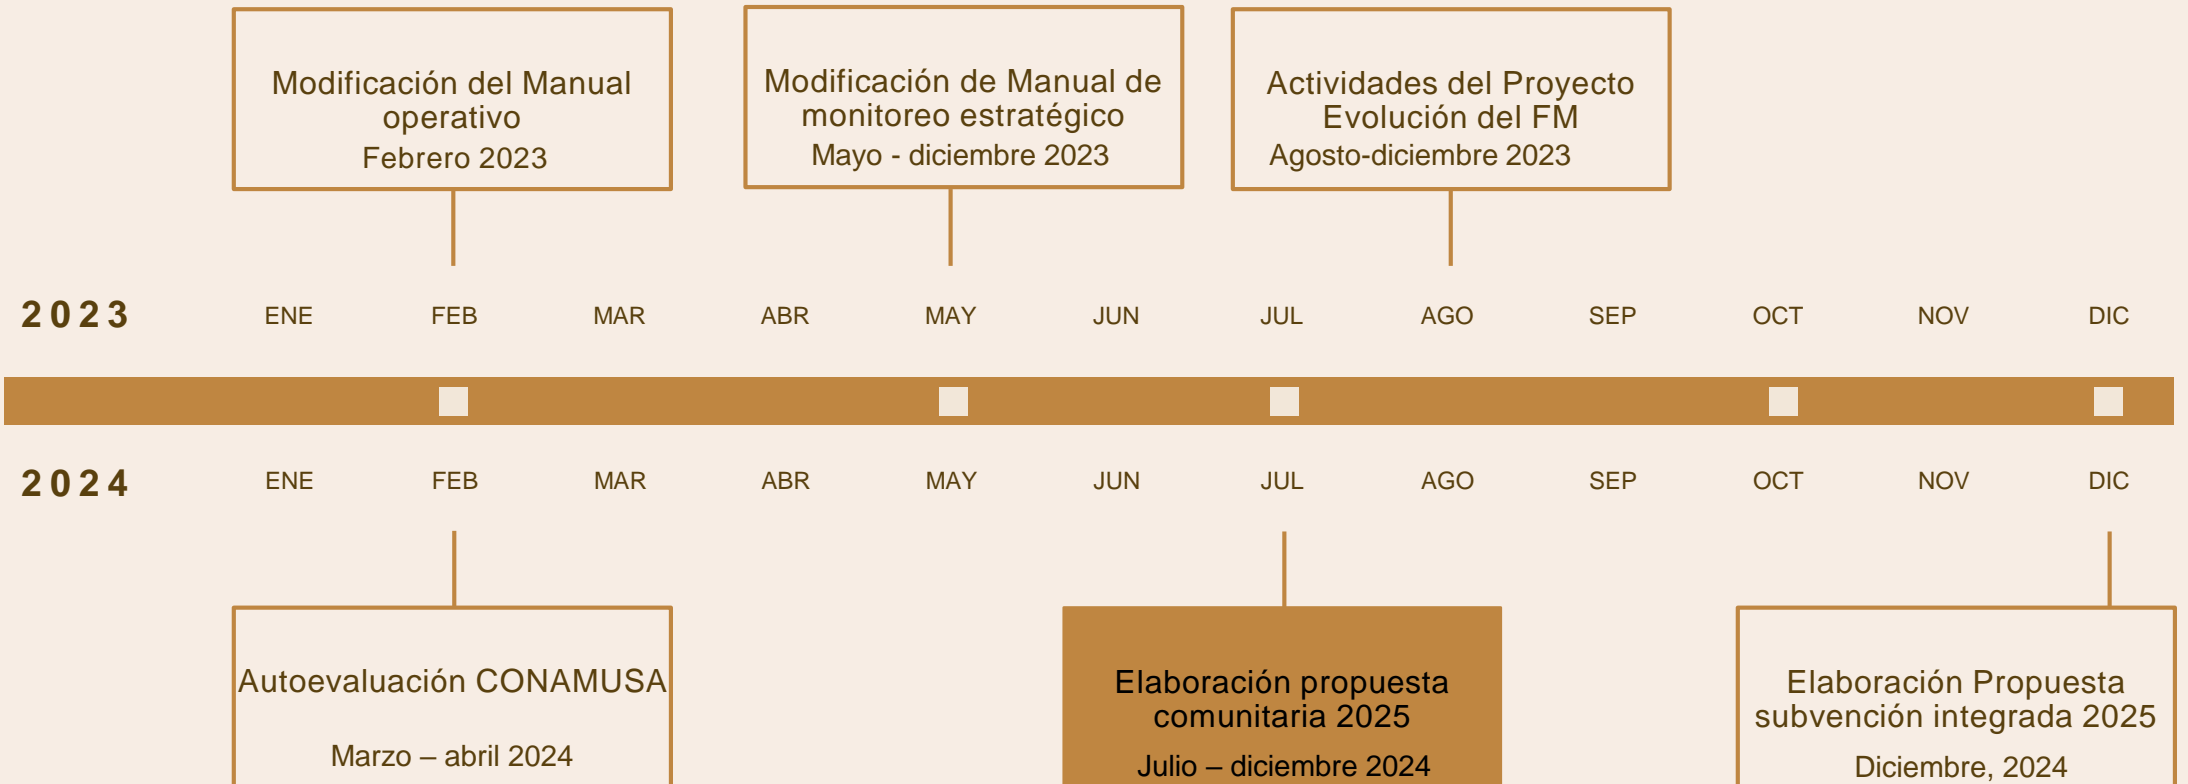 Modificación del Manual
operativo
Febrero 2023
Modificación de Manual de
monitoreo estratégico
Mayo - diciembre 2023
Actividades del Proyecto
Evolución del FM
Agosto-diciembre 2023
2023 ENE FEB MAR ABR MAY JUN JUL AGO SEP OCT NOV DIC
2024 ENE FEB MAR ABR MAY JUN JUL AGO SEP OCT NOV DIC
Autoevaluación CONAMUSA
Marzo – abril 2024
Elaboración propuesta
comunitaria 2025
Julio – diciembre 2024
Elaboración Propuesta
subvención integrada 2025
Diciembre, 2024